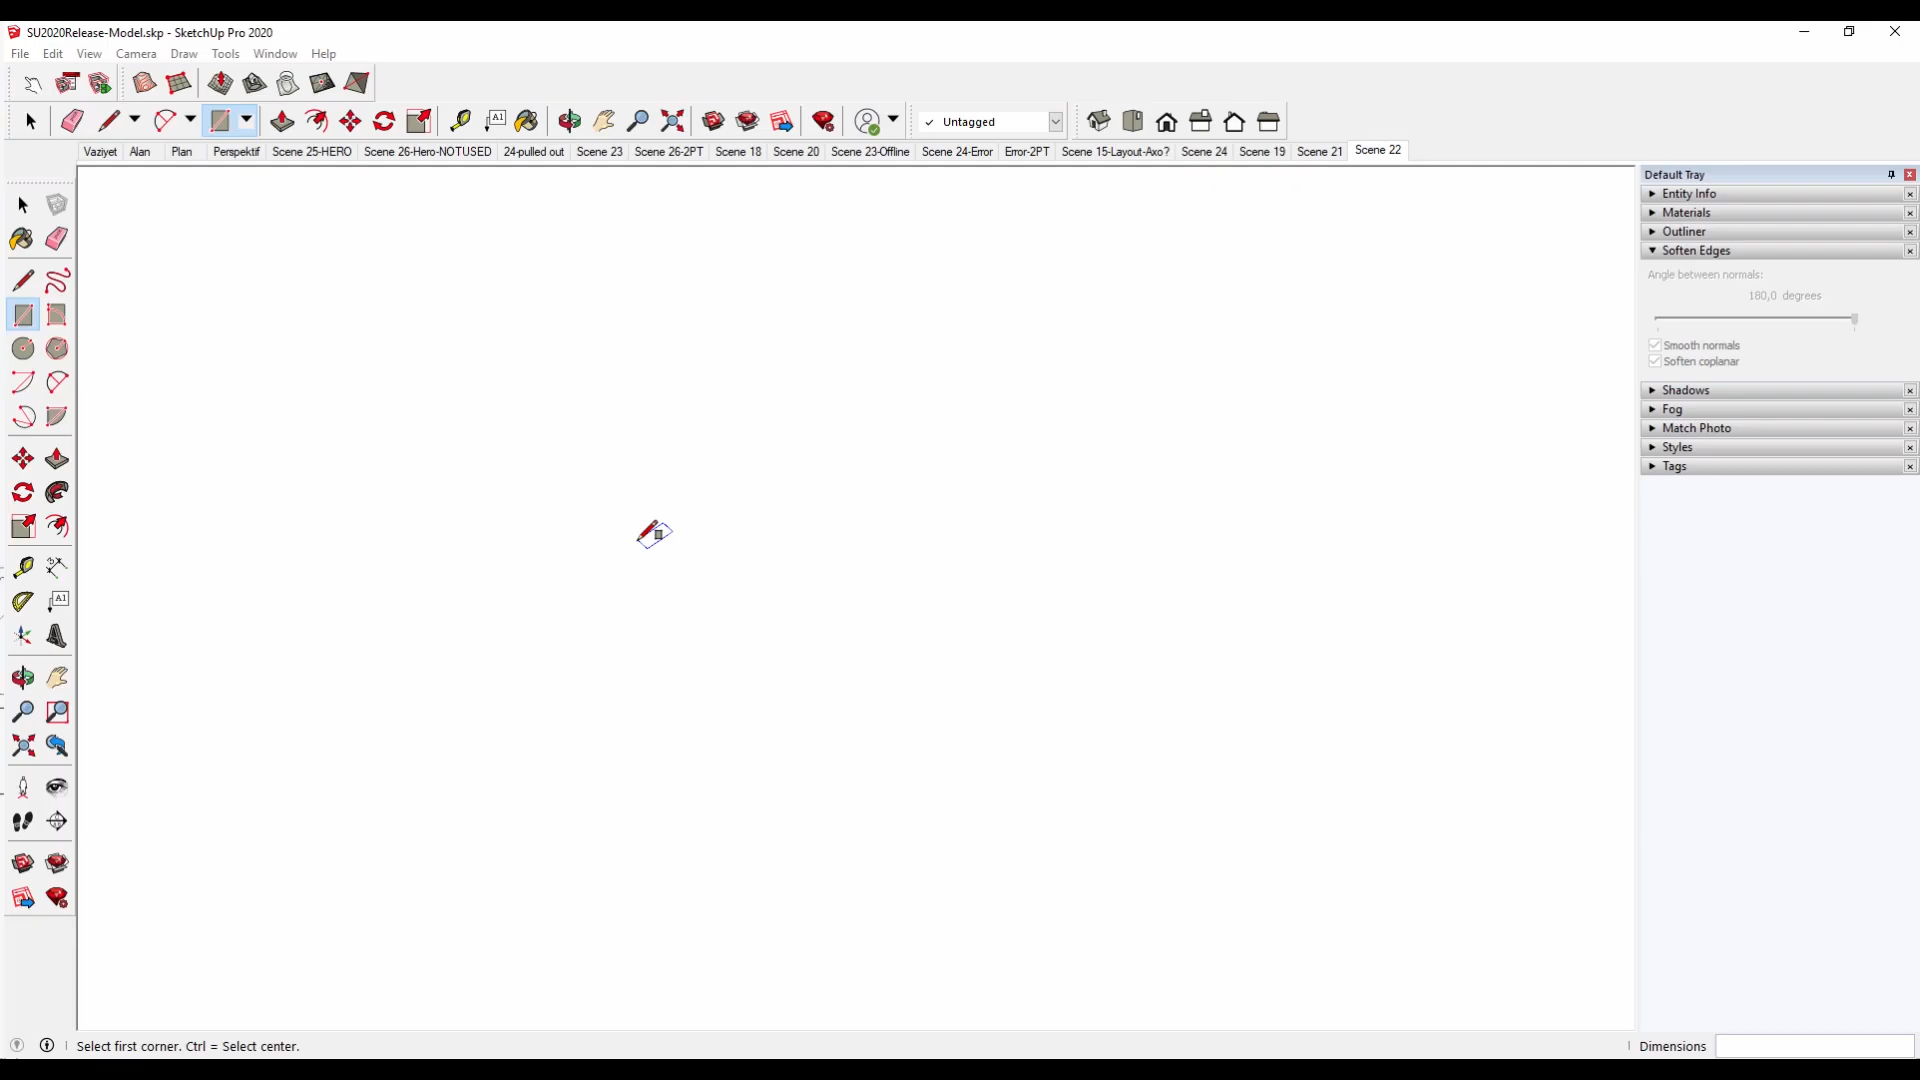 SU2020Release-Model.skp - SketchUp Pro 2020
File Edit View Camera Draw Tools Window Help
A1 ✓ Untagged
Vaziyet Alan Plan Perspektif Scene 25-HERO Scene 26-Hero-NOTUSED 24-pulled out Scene 23 Scene 26-2PT Scene 18 Scene 20 Scene 23-Offline Scene 24-Error Error-2PT Scene 15-Layout-Axo? Scene 24 Scene 19 Scene 21 Scene 22
Default Tray
Entity Info
Materials
Outliner
Soften Edges
Angle between normals:
180,0 degrees
Smooth normals
Soften coplanar
Shadows
Fog
Match Photo
Styles
Tags
A1
Select first corner. Ctrl = Select center.
Dimensions